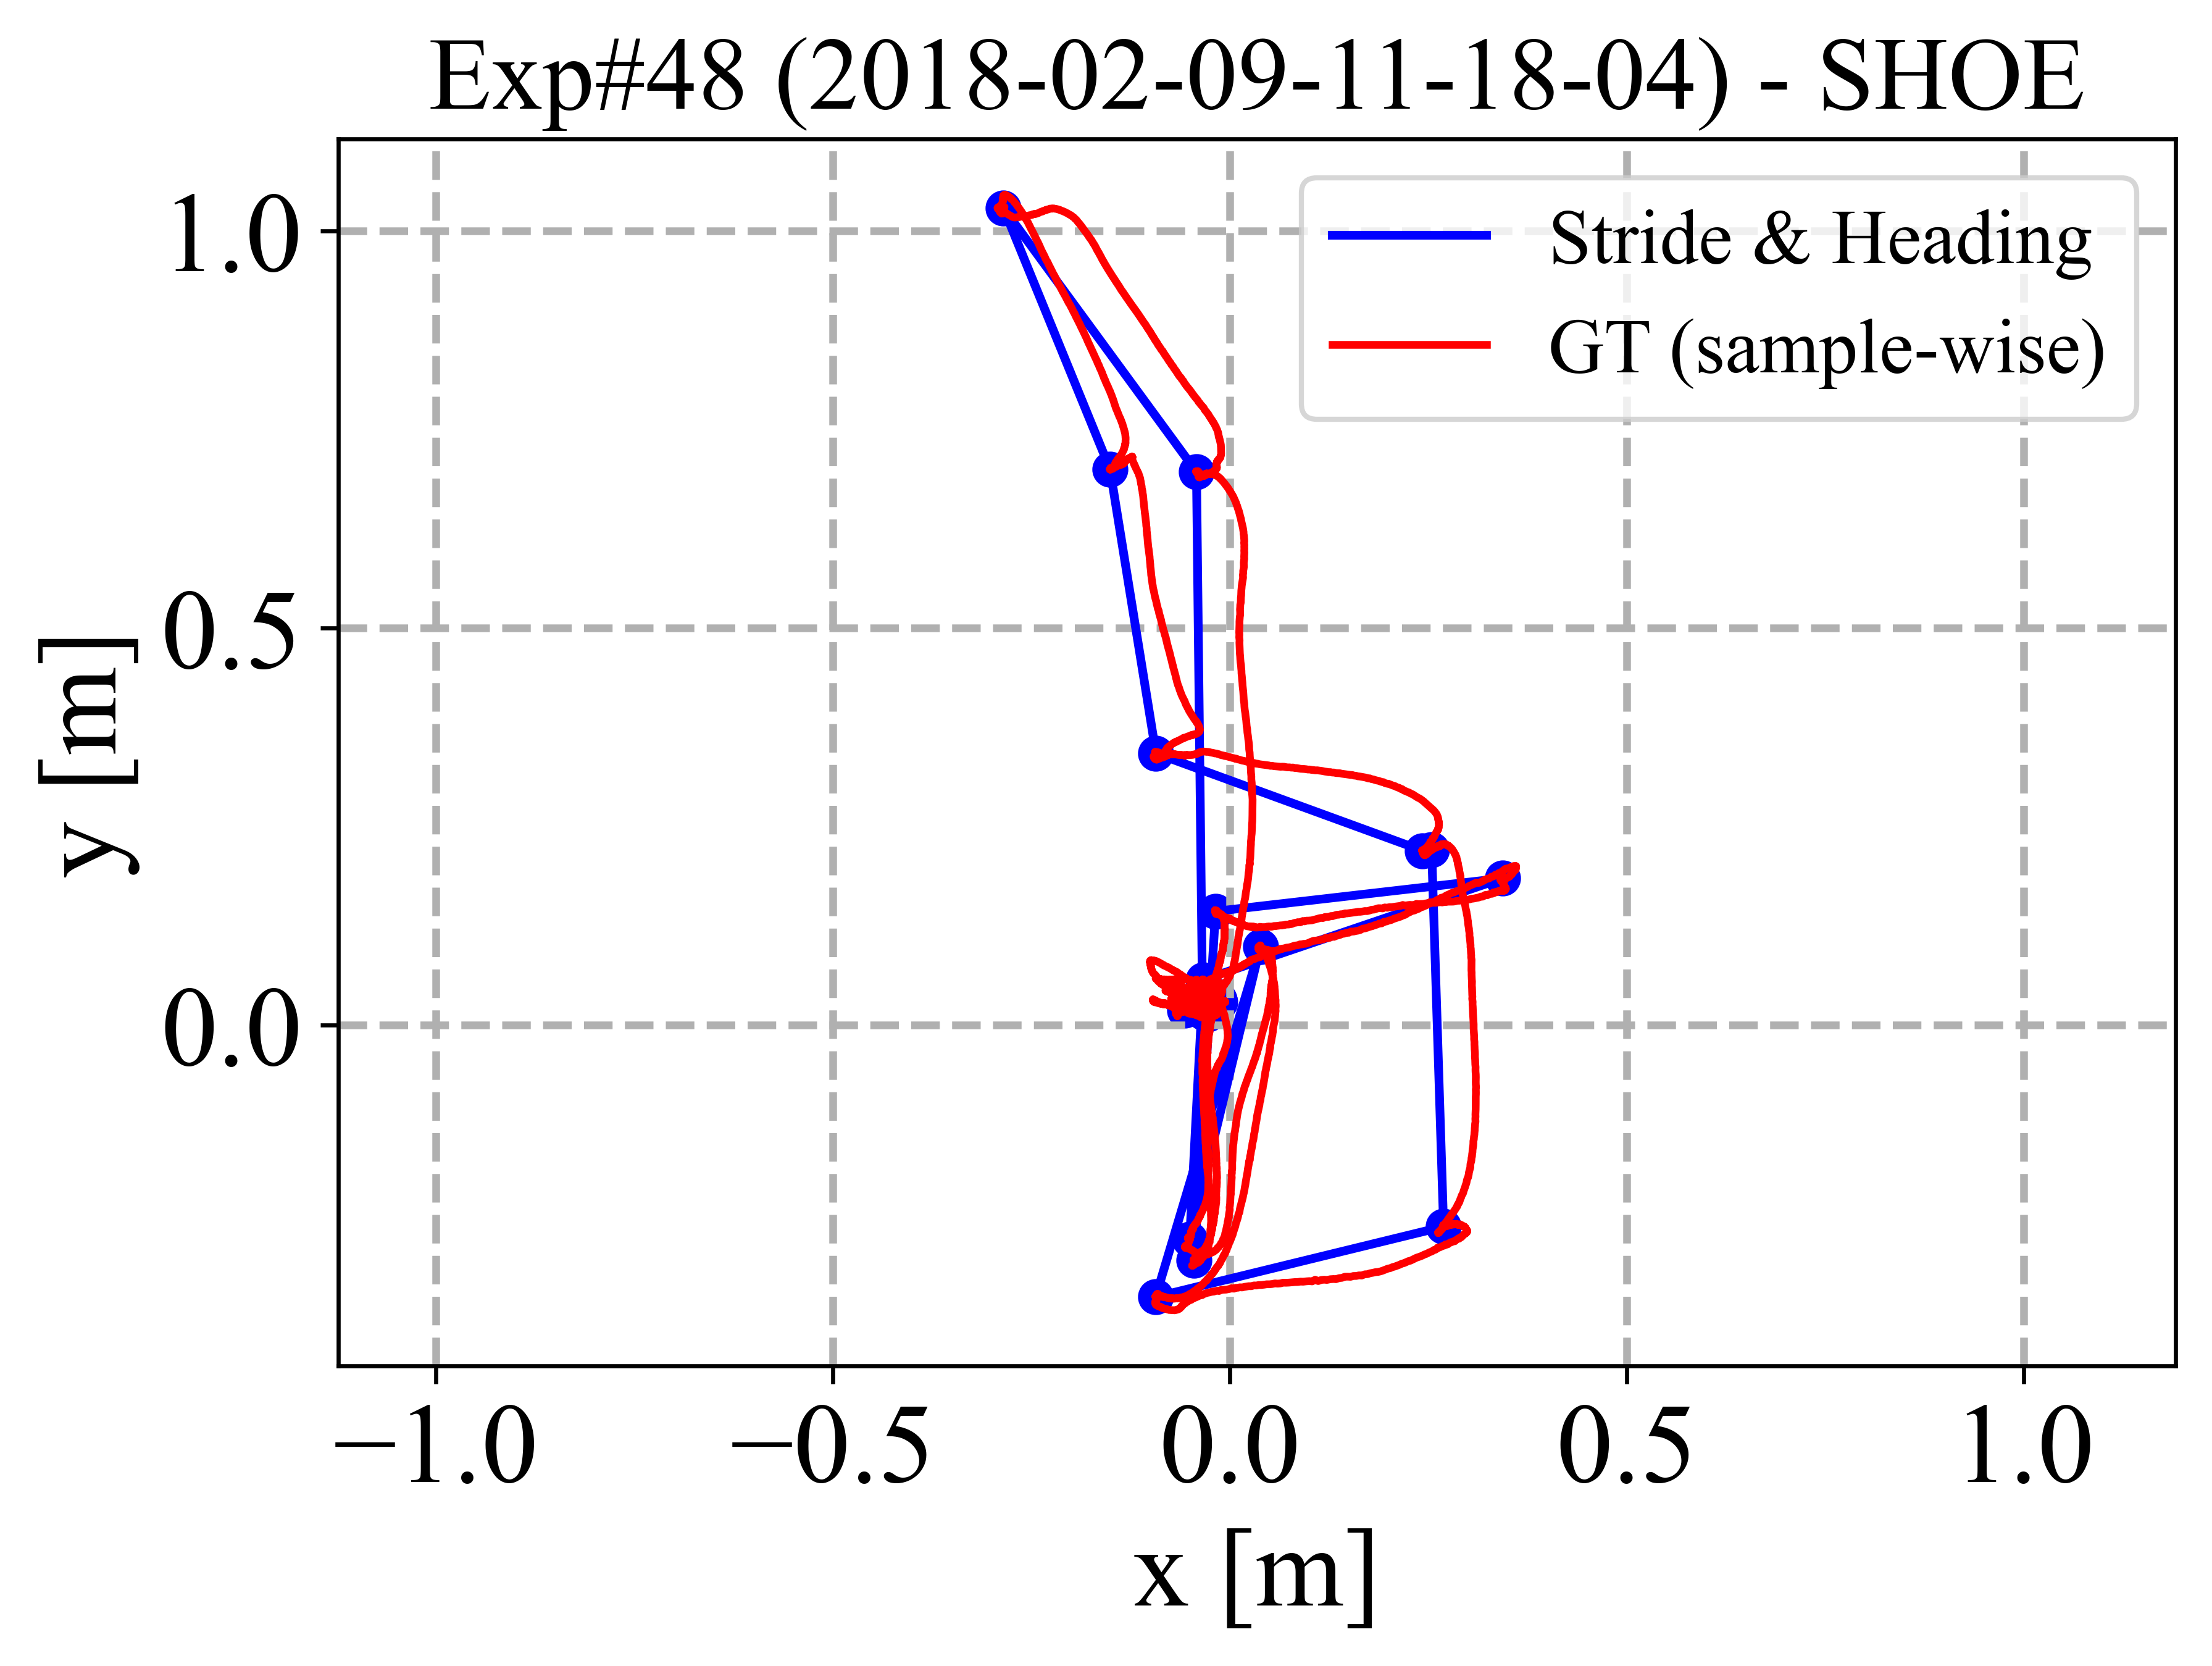 Exp#48 (2018-02-09-11-18-04) - SHOE
Stride & Heading
GT (sample-wise)
1.0
0.5
0.0
y [m]
−1.0 −0.5 0.0 0.5 1.0
x [m]